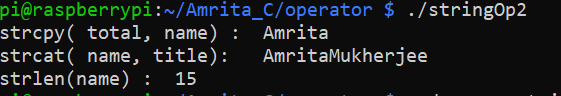 pi@raspberrypi:~/Amrita_C/operator $ ./stringOp2
strcpy( total, name) :  Amrita
strcat( name, title):   AmritaMukherjee
strlen(name) :  15